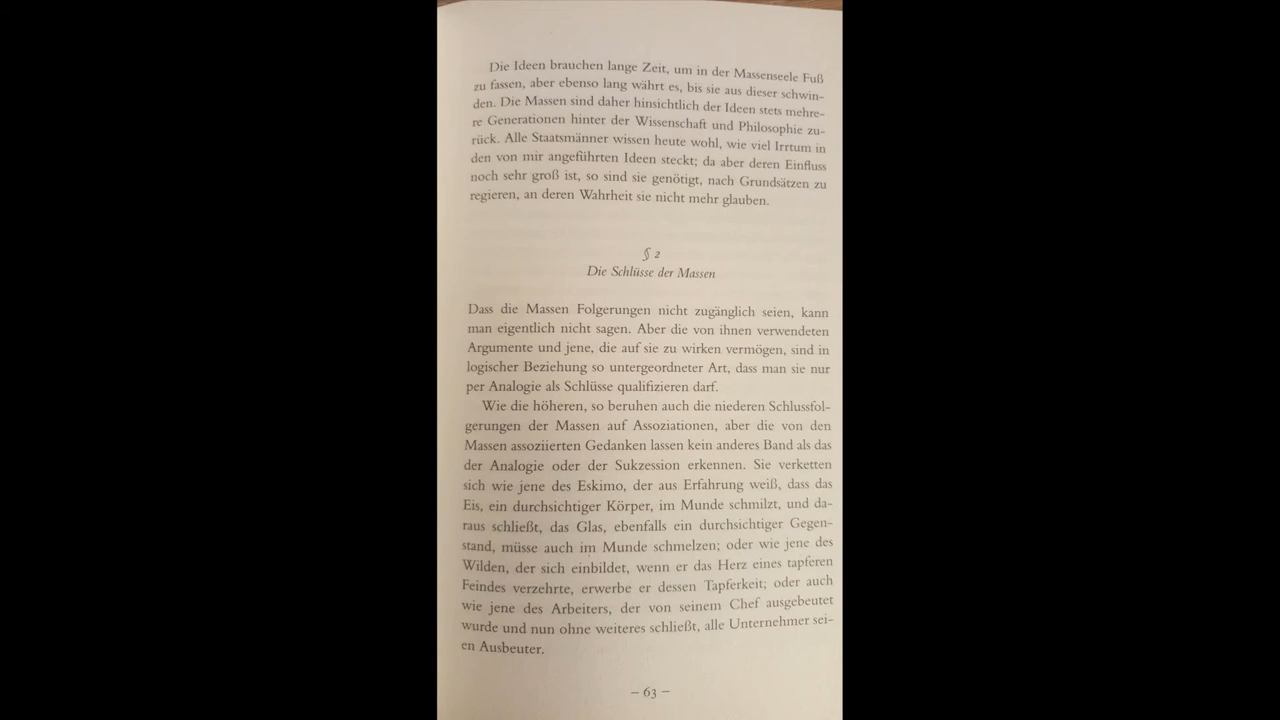 Die Ideen brauchen lange Zeit, um in der Massenseele Fuß
zu fassen, aber ebenso lang währt es, bis sie aus dieser schwin-
den. Die Massen sind daher hinsichtlich der Ideen stets mehre-
re Generationen hinter der Wissenschaft und Philosophie zu-
rück. Alle Staatsmänner wissen heute wohl, wie viel Irrtum in
den von mir angeführten Ideen steckt; da aber deren Einfluss
noch sehr groß ist, so sind sie genötigt, nach Grundsätzen zu
regieren, an deren Wahrheit sie nicht mehr glauben.
§ 2
Die Schlüsse der Massen
Dass die Massen Folgerungen nicht zugänglich seien, kann
man eigentlich nicht sagen. Aber die von ihnen verwendeten
Argumente und jene, die auf sie zu wirken vermögen, sind in
logischer Beziehung so untergeordneter Art, dass man sie nur
per Analogie als Schlüsse qualifizieren darf.
Wie die höheren, so beruhen auch die niederen Schlussfol-
gerungen der Massen auf Assoziationen, aber die von den
Massen assoziierten Gedanken lassen kein anderes Band als das
der Analogie oder der Sukzession erkennen. Sie verketten
sich wie jene des Eskimo, der aus Erfahrung weiß, dass das
Eis, ein durchsichtiger Körper, im Munde schmilzt, und da-
raus schließt, das Glas, ebenfalls ein durchsichtiger Gegen-
stand, müsse auch im Munde schmelzen; oder wie jene des
Wilden, der sich einbildet, wenn er das Herz eines tapferen
Feindes verzehrte, erwerbe er dessen Tapferkeit; oder auch
wie jene des Arbeiters, der von seinem Chef ausgebeutet
wurde und nun ohne weiteres schließt, alle Unternehmer sei-
en Ausbeuter.
– 63 –